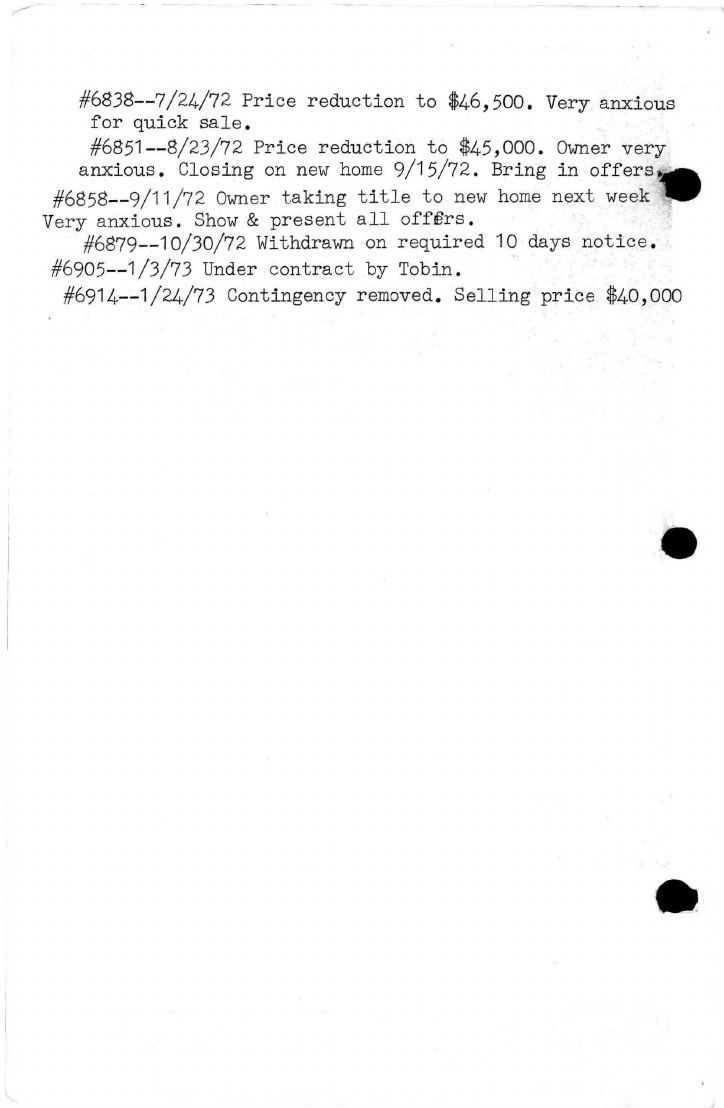 #6838--7/24/72 Price reduction to $46,500. Very anxious
for quick sale.
#6851--8/23/72 Price reduction to $45,000. Owner very
anxious. Closing on new home 9/15/72. Bring in offers,
#6858--9/11/72 Owner taking title to new home next week
Very anxious. Show & present all offers.
#6879--10/30/72 Withdrawn on required 10 days notice.
#6905--1/3/73 Under contract by Tobin.
#6914--1/24/73 Contingency removed. Selling price $40,000